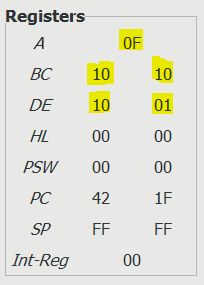 Registers
A 0F
BC 10 10
DE 10 01
HL 00 00
PSW 00 00
PC 42 1F
SP FF FF
Int-Reg 00